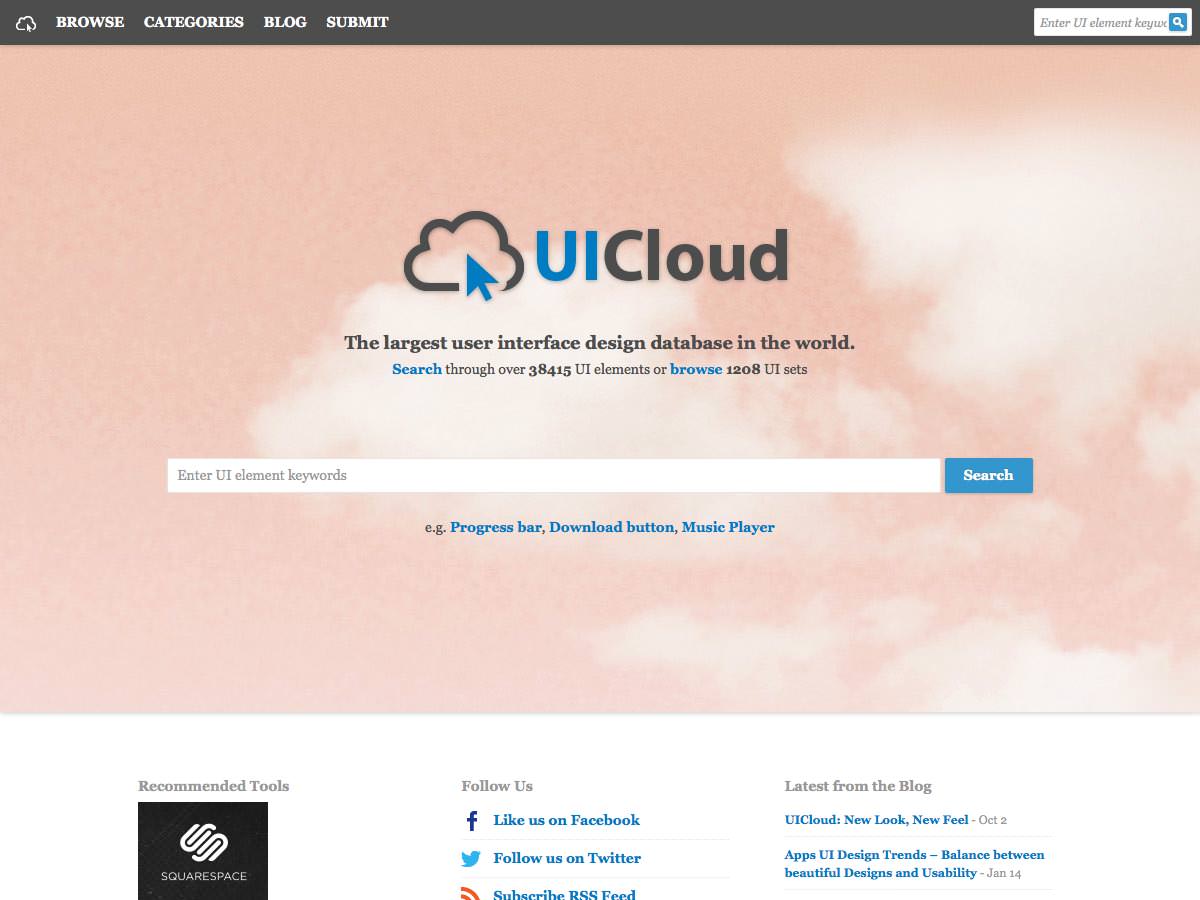 BROWSE CATEGORIES BLOG SUBMIT
Enter UI element keywo
UICloud
The largest user interface design database in the world.
Search through over 38415 UI elements or browse 1208 UI sets
Enter UI element keywords
Search
e.g. Progress bar, Download button, Music Player
Recommended Tools
SQUARESPACE
Follow Us
Like us on Facebook
Follow us on Twitter
Subscribe RSS Feed
Latest from the Blog
UICloud: New Look, New Feel - Oct 2
Apps UI Design Trends – Balance between
beautiful Designs and Usability - Jan 14